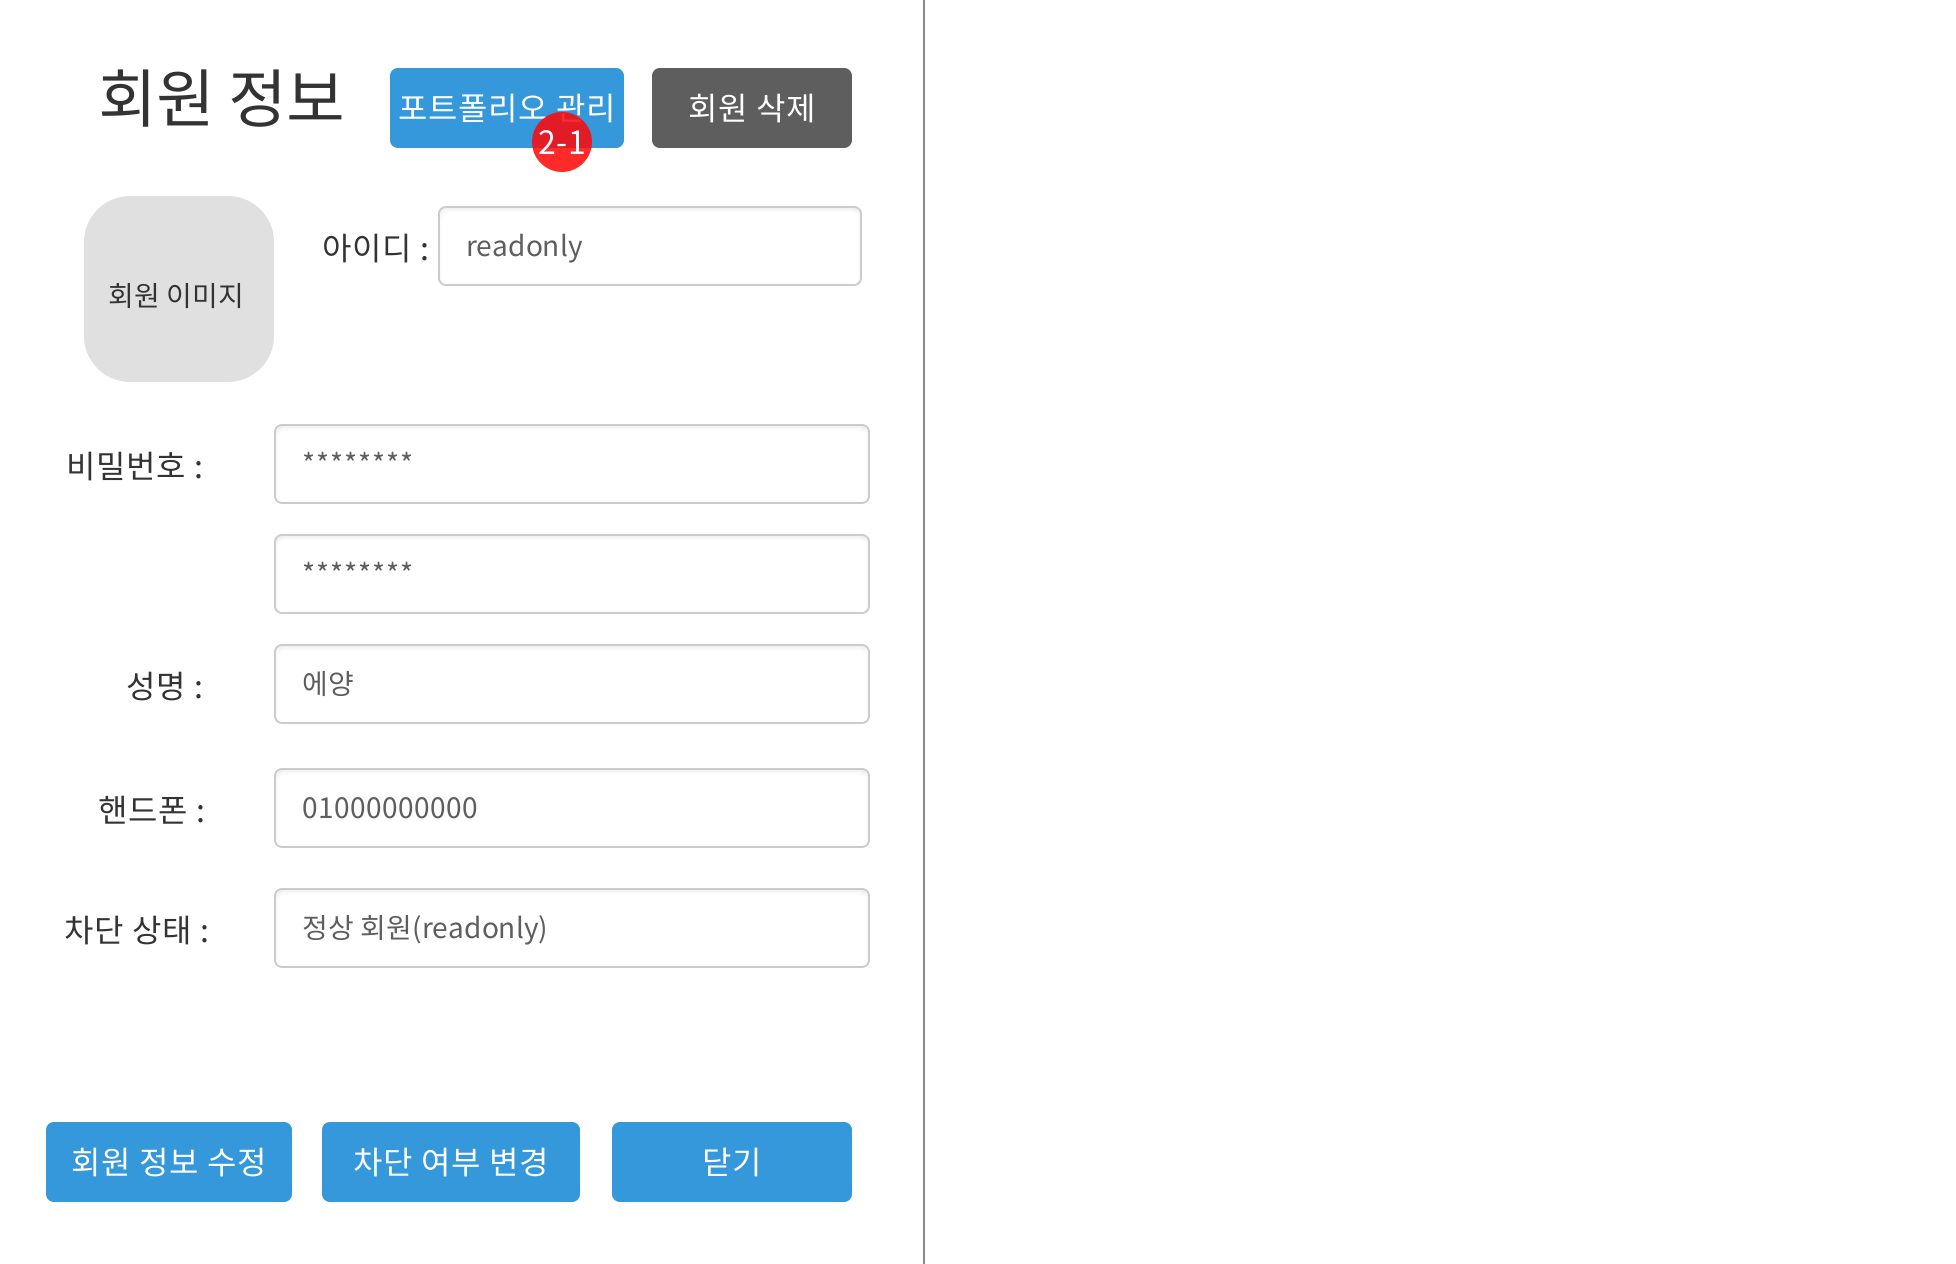 회원 정보
포트폴리오 관리
2-1
회원 삭제
회원 이미지
아이디 :
readonly
비밀번호 :
********
********
성명 :
에양
핸드폰 :
01000000000
차단 상태 :
정상 회원(readonly)
회원 정보 수정
차단 여부 변경
닫기